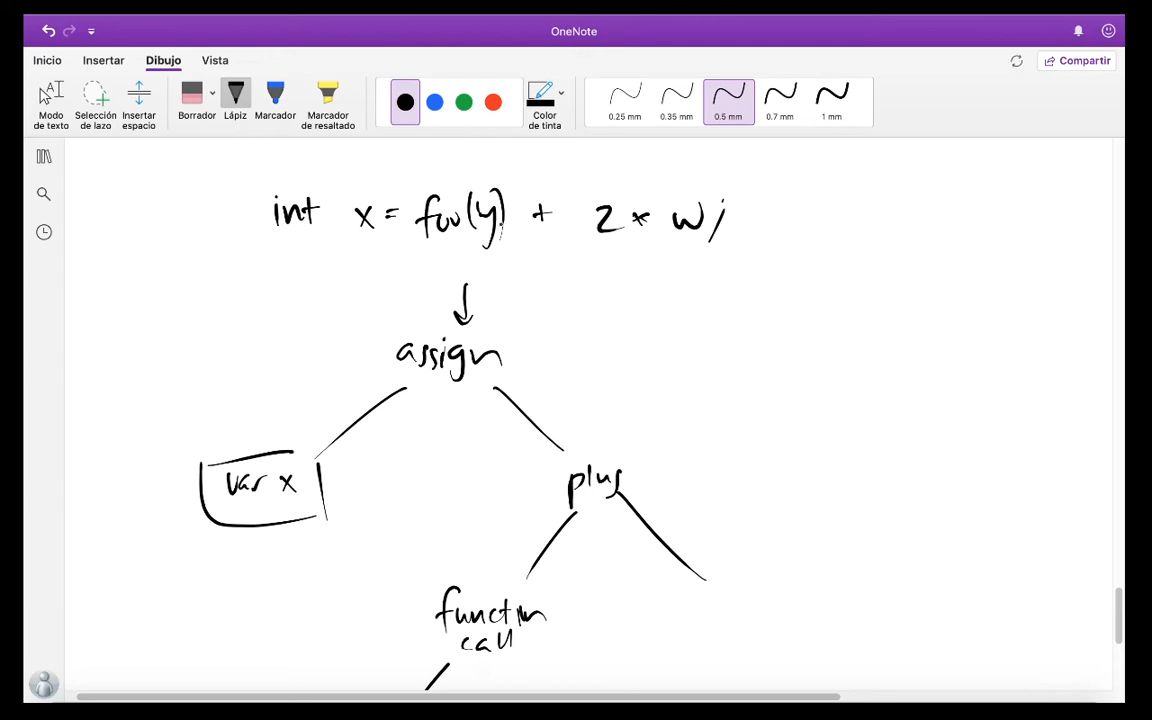 OneNote
Inicio Insertar Dibujo Vista
Compartir
Modo de texto
Selección de lazo
Insertar espacio
Borrador
Lápiz
Marcador
Marcador de resaltado
Color de tinta
0.25 mm
0.35 mm
0.5 mm
0.7 mm
1 mm
int x = foo(y) + 2 * w;
assign
var x
plus
function
call